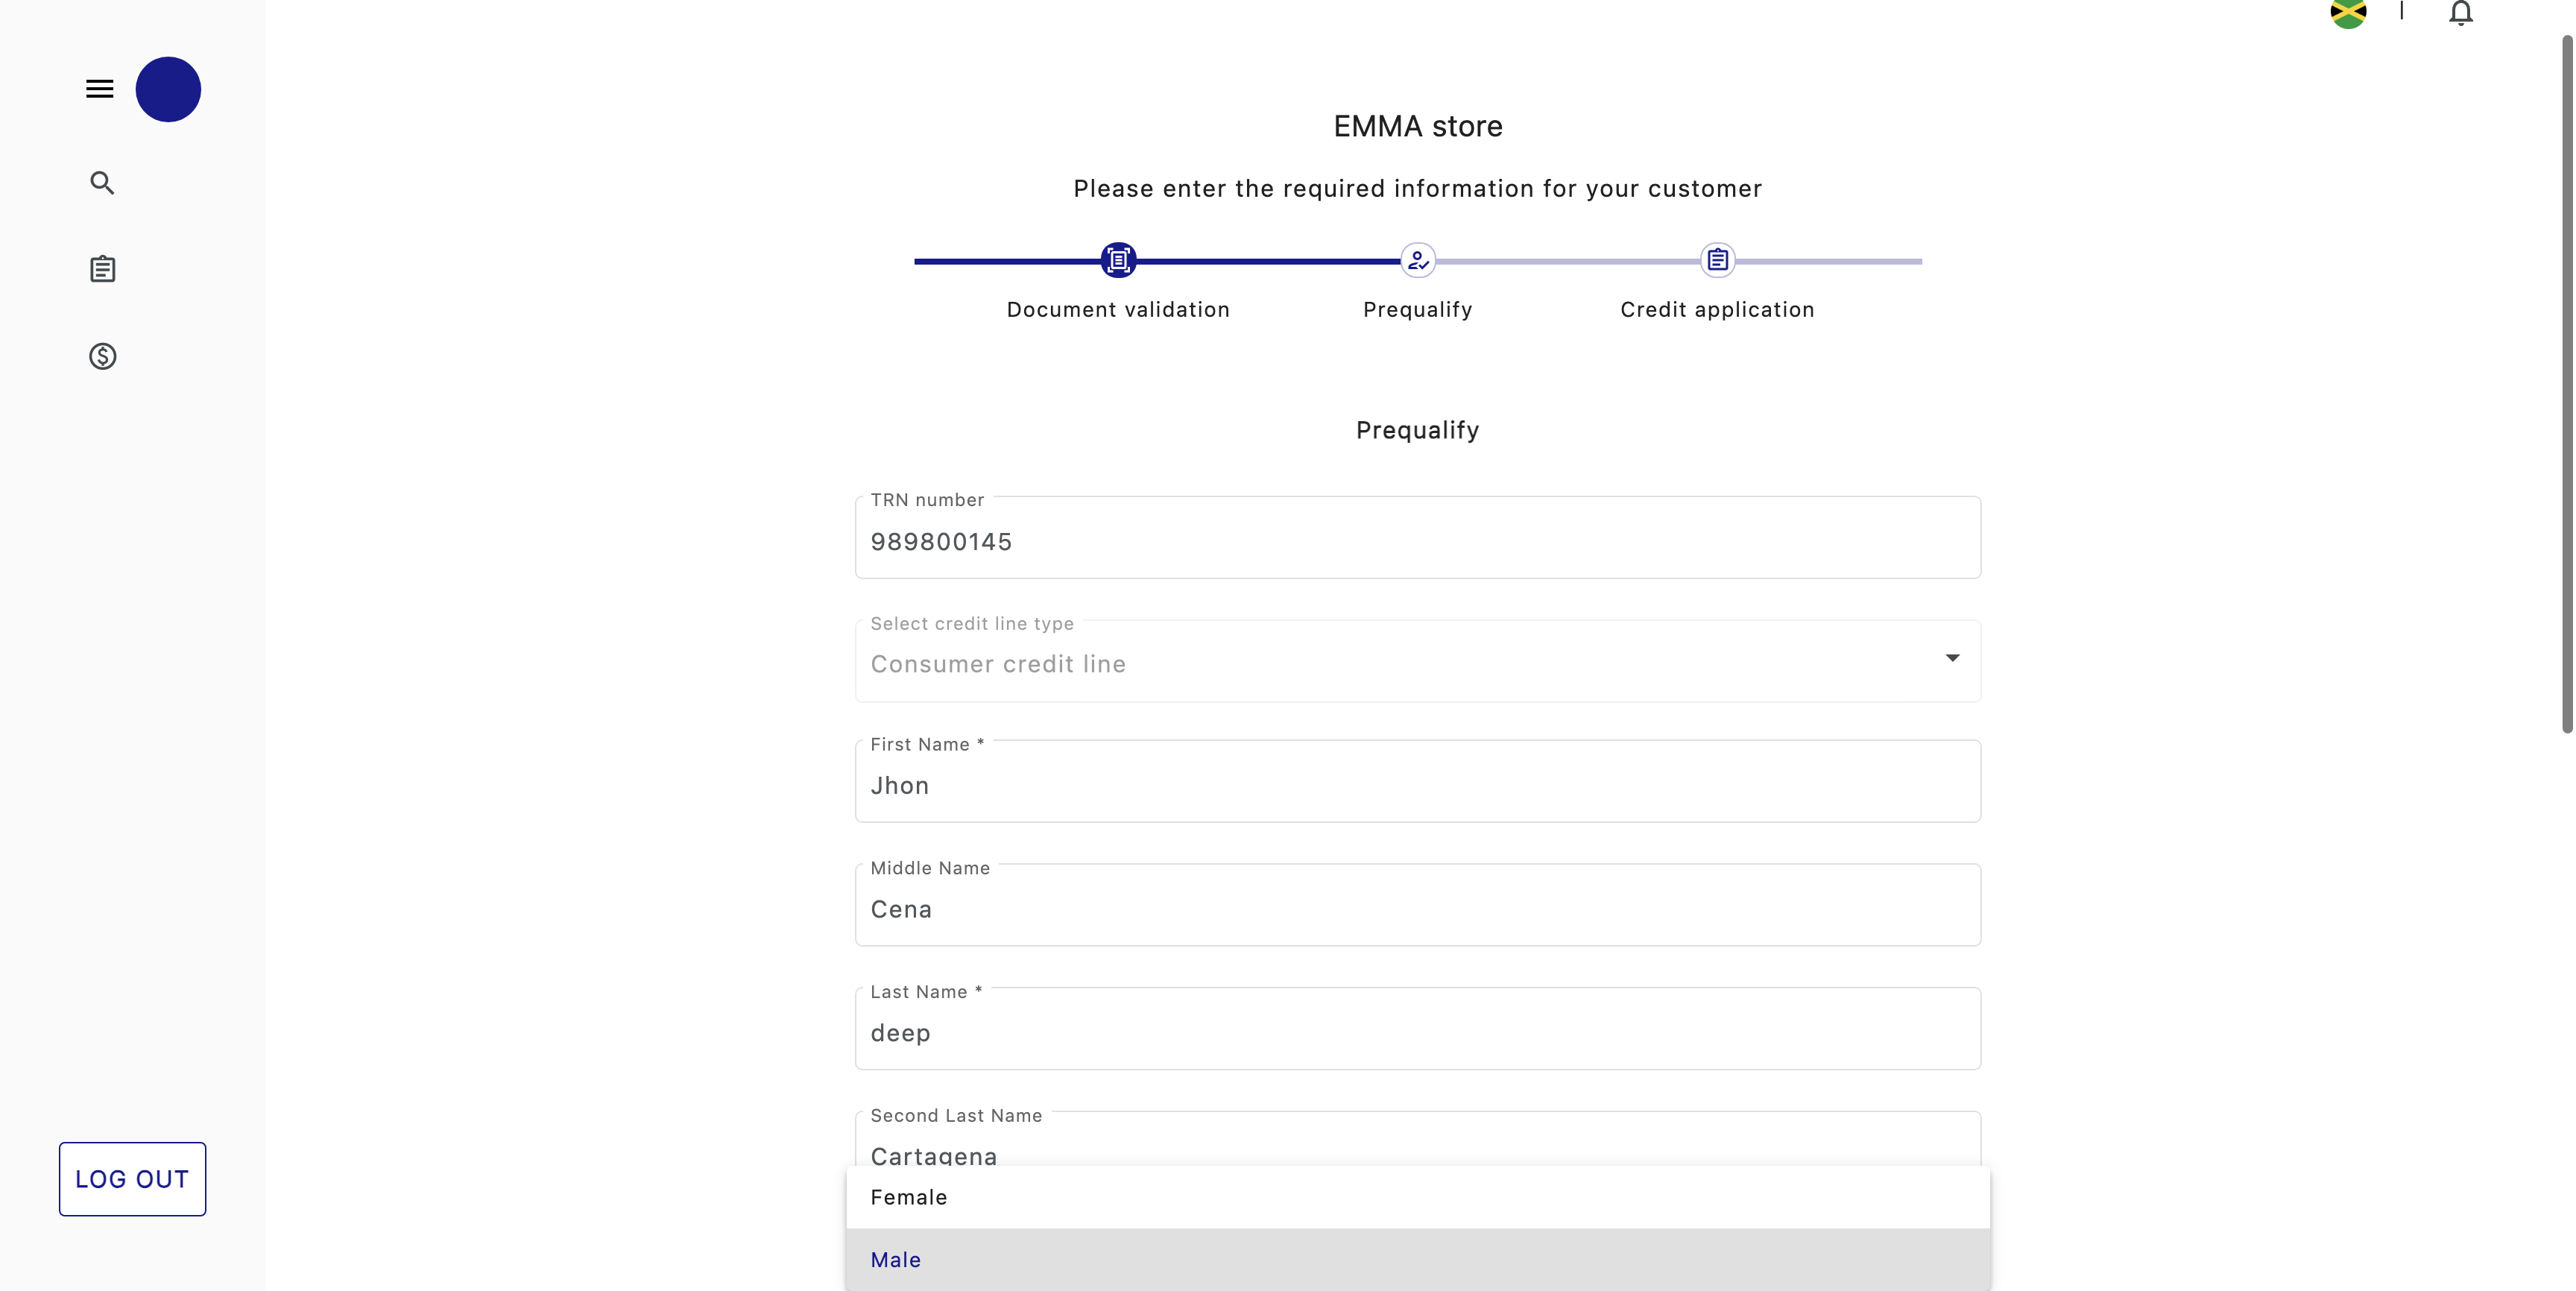 EMMA store
Please enter the required information for your customer
Document validation
Prequalify
Credit application
Prequalify
TRN number
989800145
Select credit line type
Consumer credit line
First Name *
Jhon
Middle Name
Cena
Last Name *
deep
Second Last Name
Cartagena
Female
Male
LOG OUT